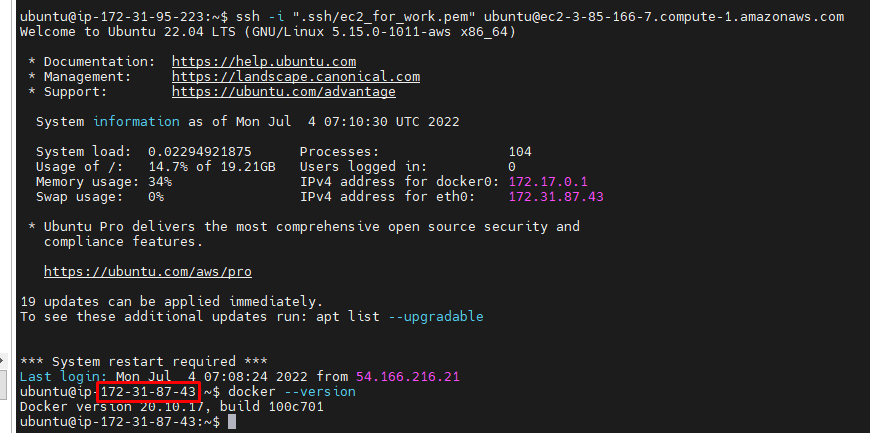 ubuntu@ip-172-31-95-223:~$ ssh -i ".ssh/ec2_for_work.pem" ubuntu@ec2-3-85-166-7.compute-1.amazonaws.com
Welcome to Ubuntu 22.04 LTS (GNU/Linux 5.15.0-1011-aws x86_64)
* Documentation:  https://help.ubuntu.com
* Management:     https://landscape.canonical.com
* Support:        https://ubuntu.com/advantage
System information as of Mon Jul  4 07:10:30 UTC 2022
System load:  0.02294921875      Processes:                104
Usage of /:   14.7% of 19.21GB   Users logged in:          0
Memory usage: 34%                IPv4 address for docker0: 172.17.0.1
Swap usage:   0%                 IPv4 address for eth0:    172.31.87.43
* Ubuntu Pro delivers the most comprehensive open source security and
compliance features.
https://ubuntu.com/aws/pro
19 updates can be applied immediately.
To see these additional updates run: apt list --upgradable
*** System restart required ***
Last login: Mon Jul  4 07:08:24 2022 from 54.166.216.21
ubuntu@ip-172-31-87-43:~$ docker --version
Docker version 20.10.17, build 100c701
ubuntu@ip-172-31-87-43:~$